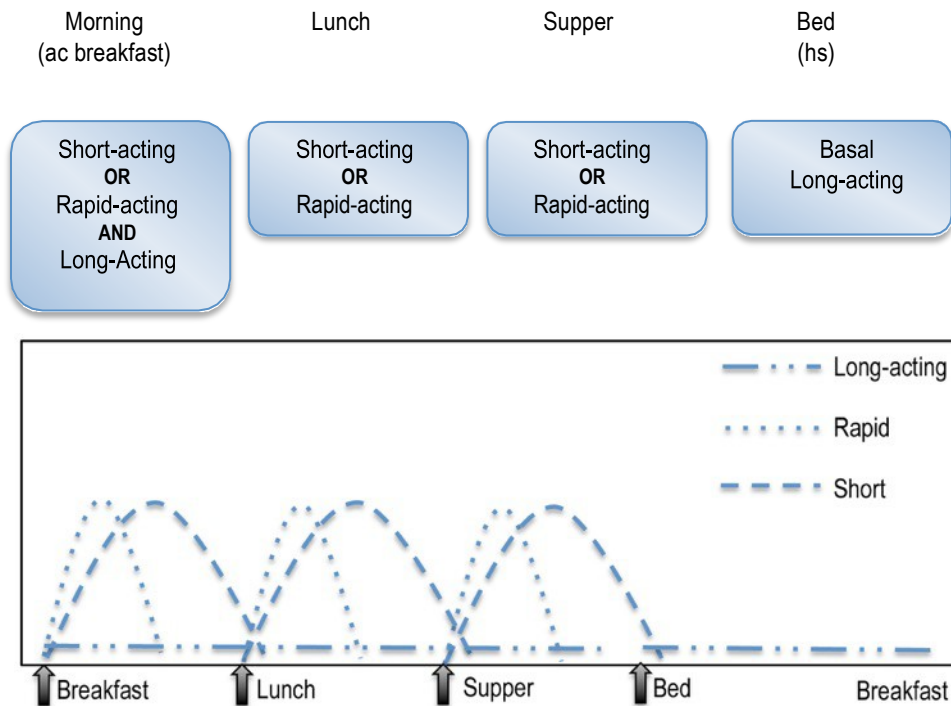 Morning
(ac breakfast)
Lunch
Supper
Bed
(hs)
Short-acting
OR
Rapid-acting
AND
Long-Acting
Short-acting
OR
Rapid-acting
Short-acting
OR
Rapid-acting
Basal
Long-acting
Long-acting
Rapid
Short
Breakfast
Lunch
Supper
Bed
Breakfast